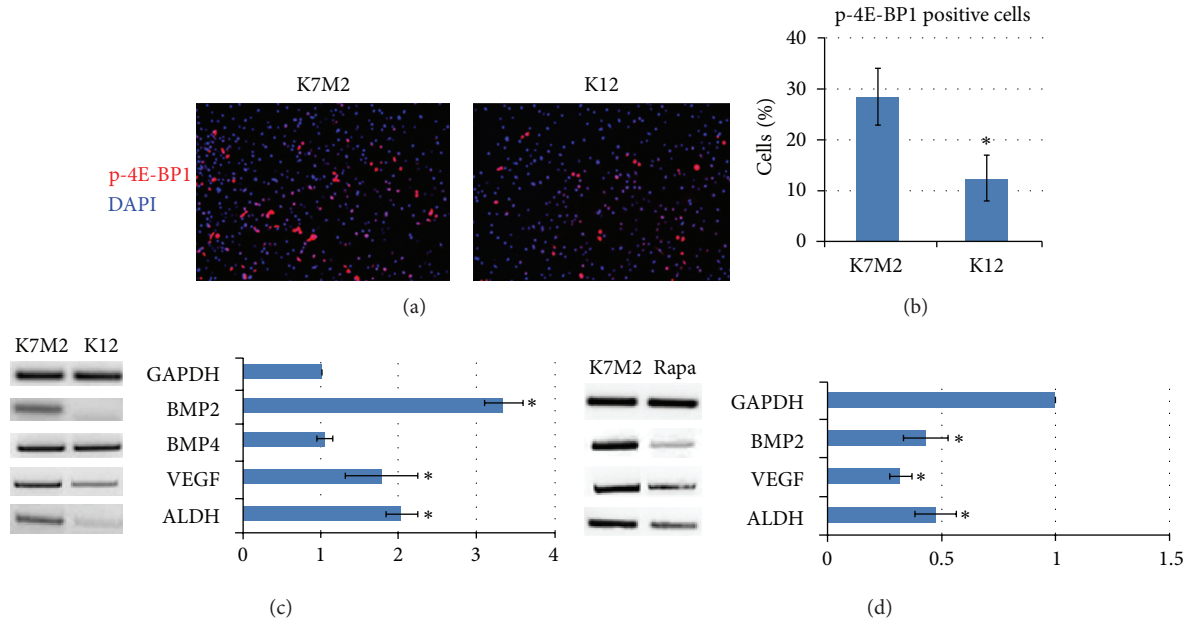 p-4E-BP1 positive cells
K7M2 K12
p-4E-BP1
DAPI
Cells (%)
40
30
20
10
0
*
K7M2 K12
(a)
(b)
K7M2 K12
GAPDH
BMP2 *
BMP4
VEGF *
ALDH *
0 1 2 3 4
(c)
K7M2 Rapa
GAPDH
BMP2 *
VEGF *
ALDH *
0 0.5 1 1.5
(d)